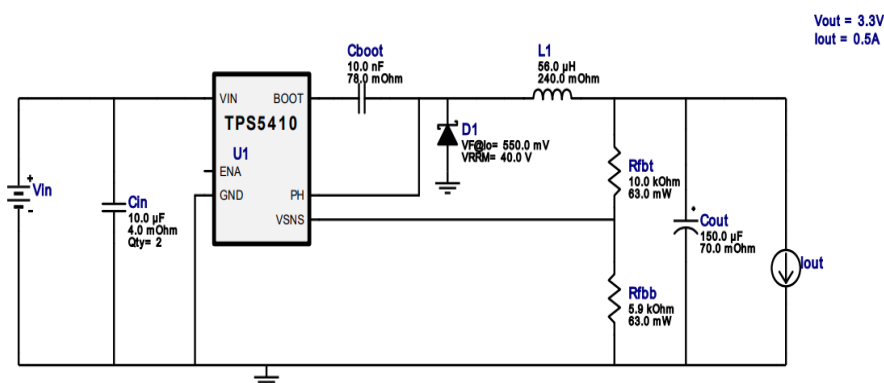 Vout = 3.3V
Iout = 0.5A
Cboot
10.0 nF
78.0 mOhm
L1
56.0 µH
240.0 mOhm
VIN
BOOT
TPS5410
U1
ENA
GND
PH
VSNS
D1
VF@Io= 550.0 mV
VRRM= 40.0 V
Rfbt
10.0 kOhm
63.0 mW
Vin
Cin
10.0 µF
4.0 mOhm
Qty= 2
Cout
150.0 µF
70.0 mOhm
Iout
Rfbb
5.9 kOhm
63.0 mW